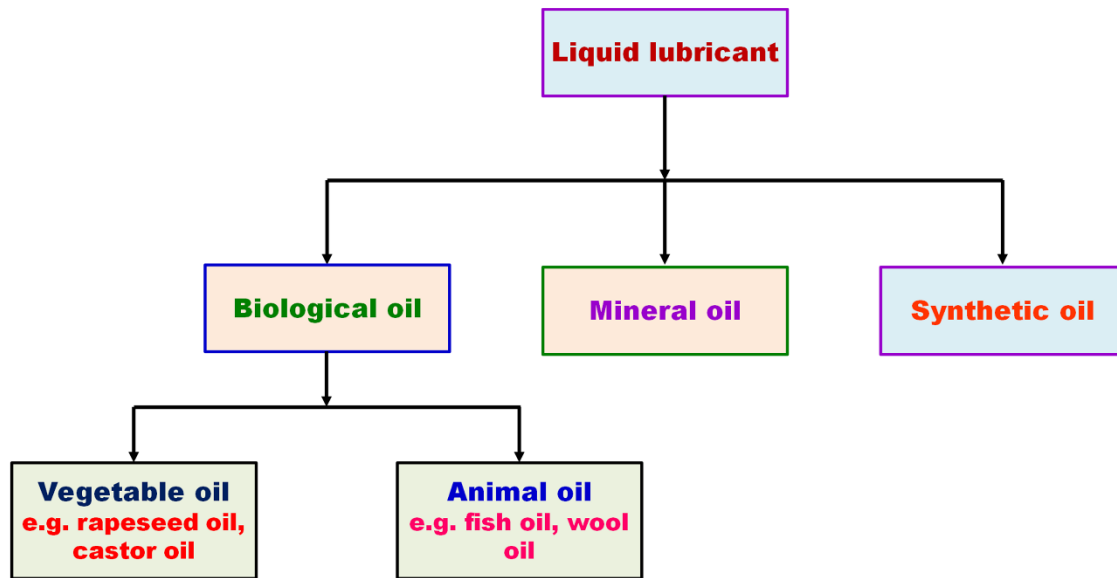 Liquid lubricant
Biological oil
Mineral oil
Synthetic oil
Vegetable oil
e.g. rapeseed oil,
castor oil
Animal oil
e.g. fish oil, wool
oil